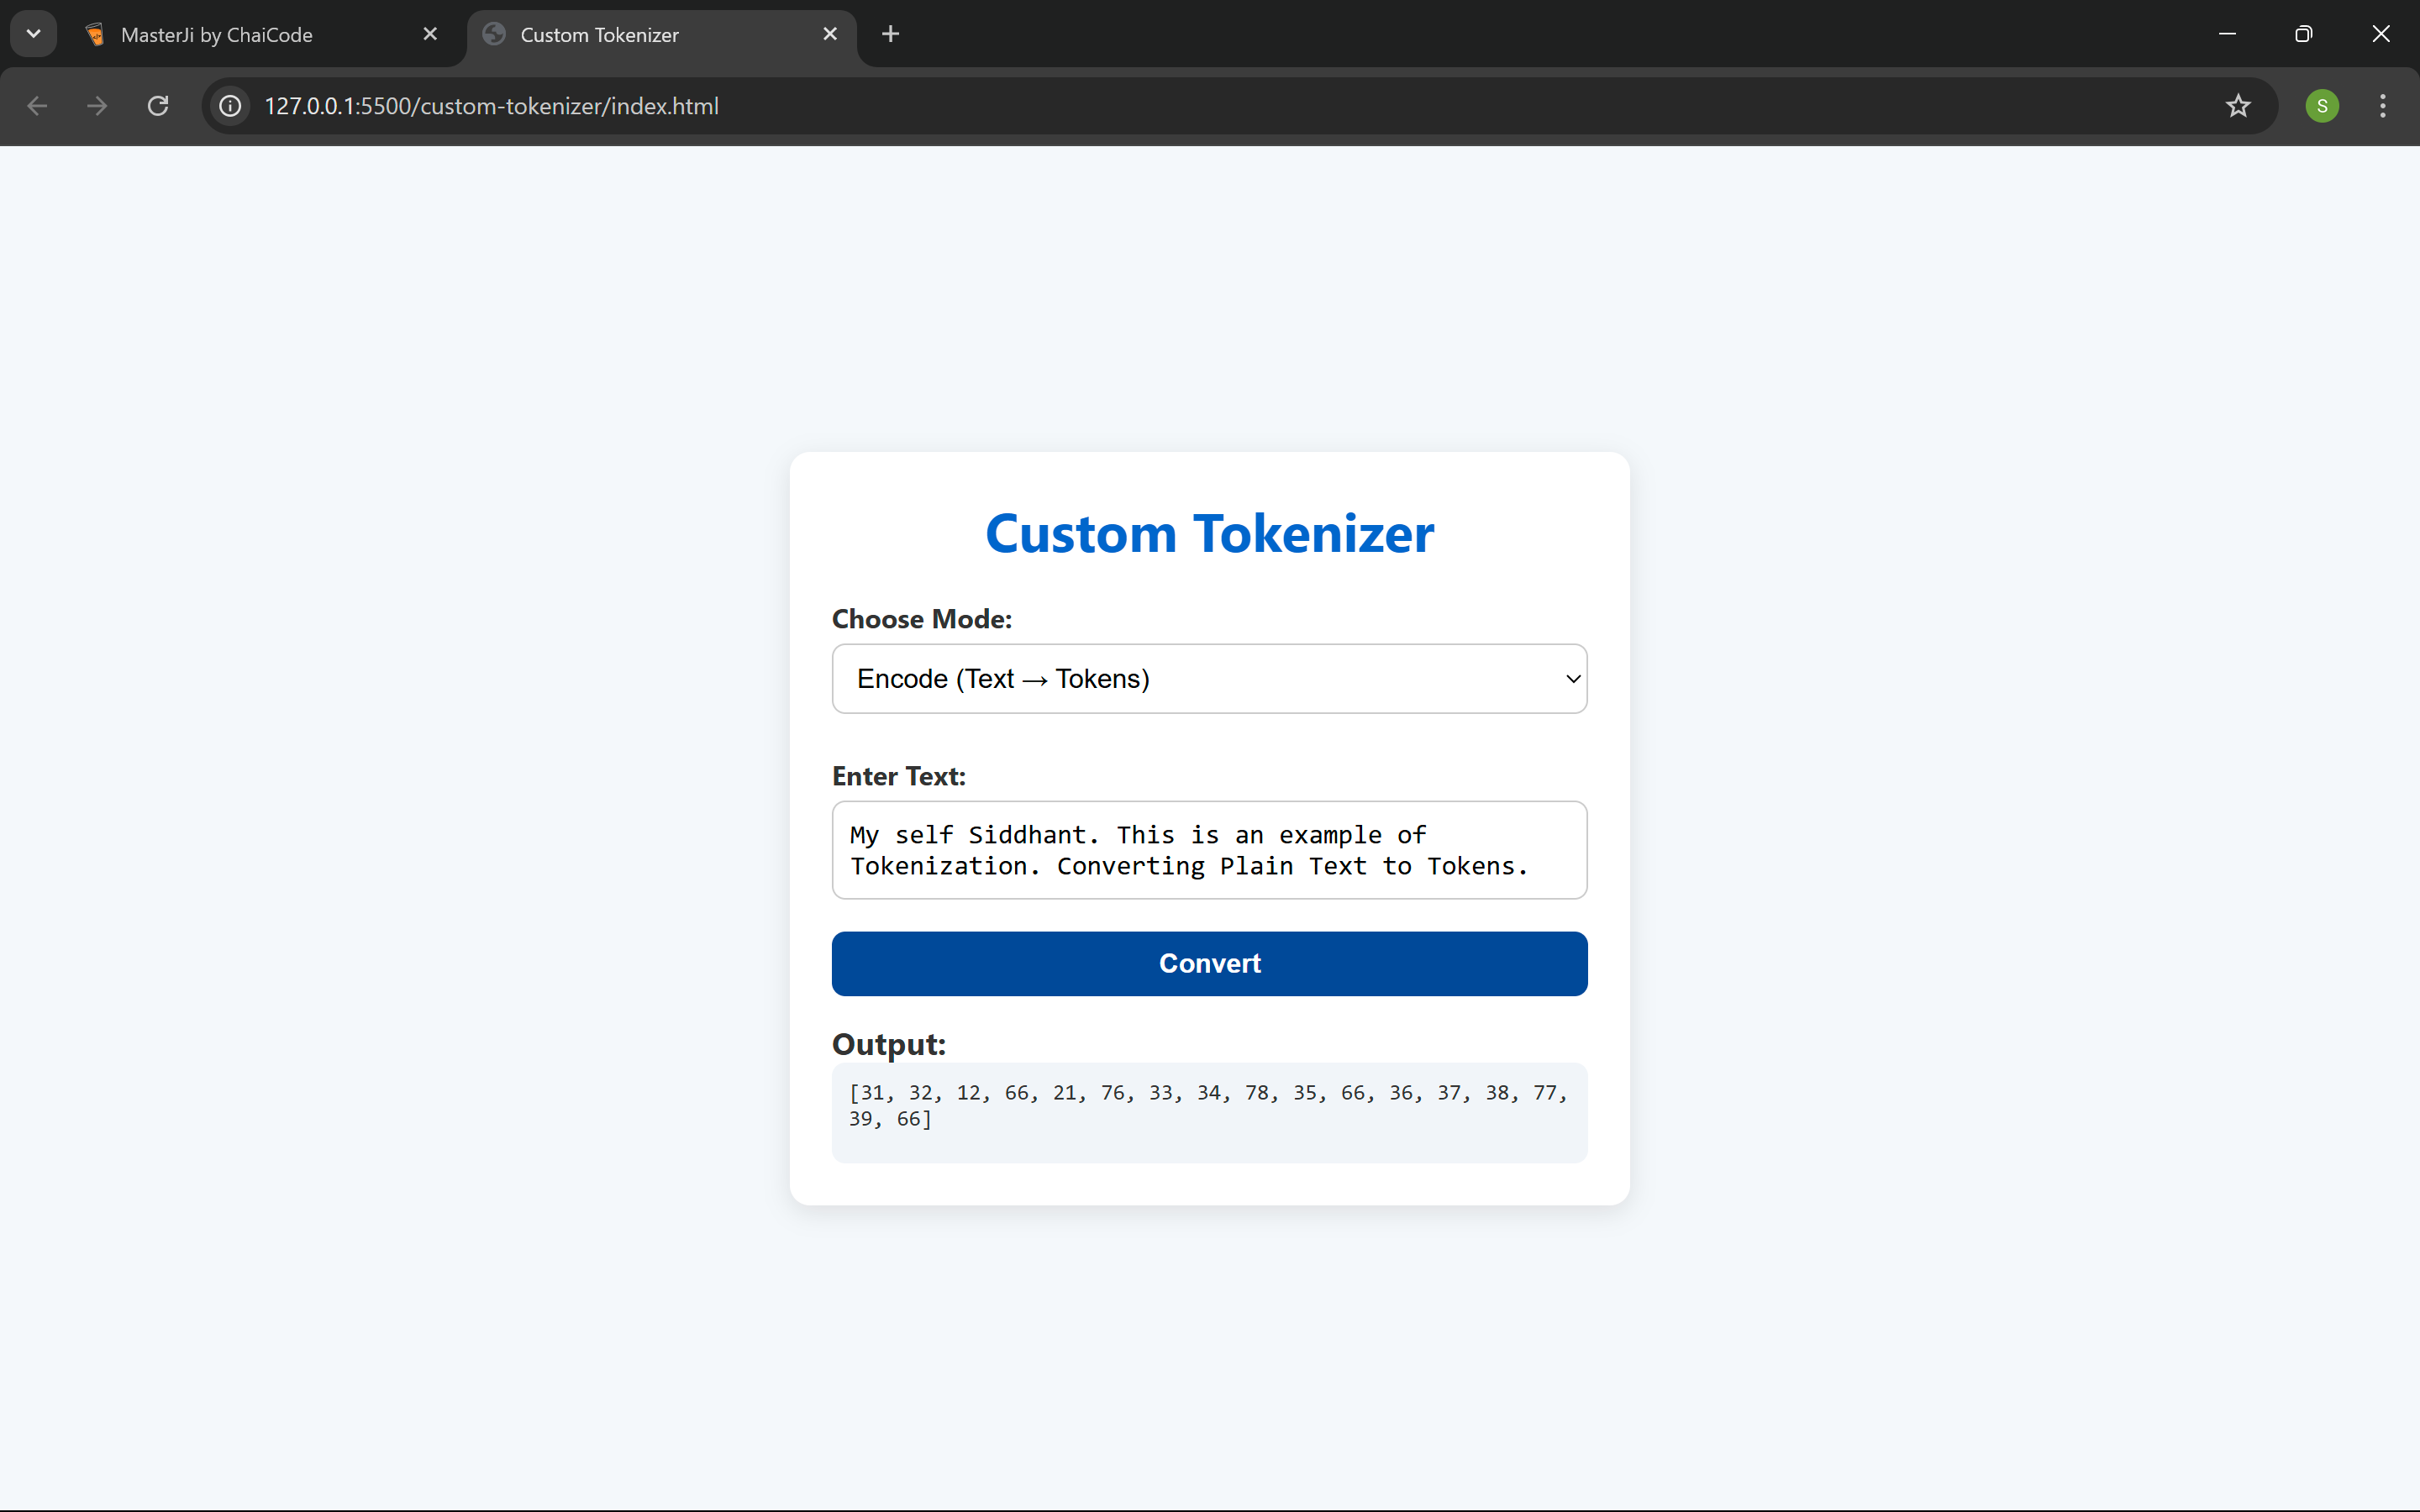 MasterJi by ChaiCode
Custom Tokenizer
127.0.0.1:5500/custom-tokenizer/index.html
S
Custom Tokenizer
Choose Mode:
Encode (Text → Tokens)
Enter Text:
My self Siddhant. This is an example of
Tokenization. Converting Plain Text to Tokens.
Convert
Output:
[31, 32, 12, 66, 21, 76, 33, 34, 78, 35, 66, 36, 37, 38, 77,
39, 66]